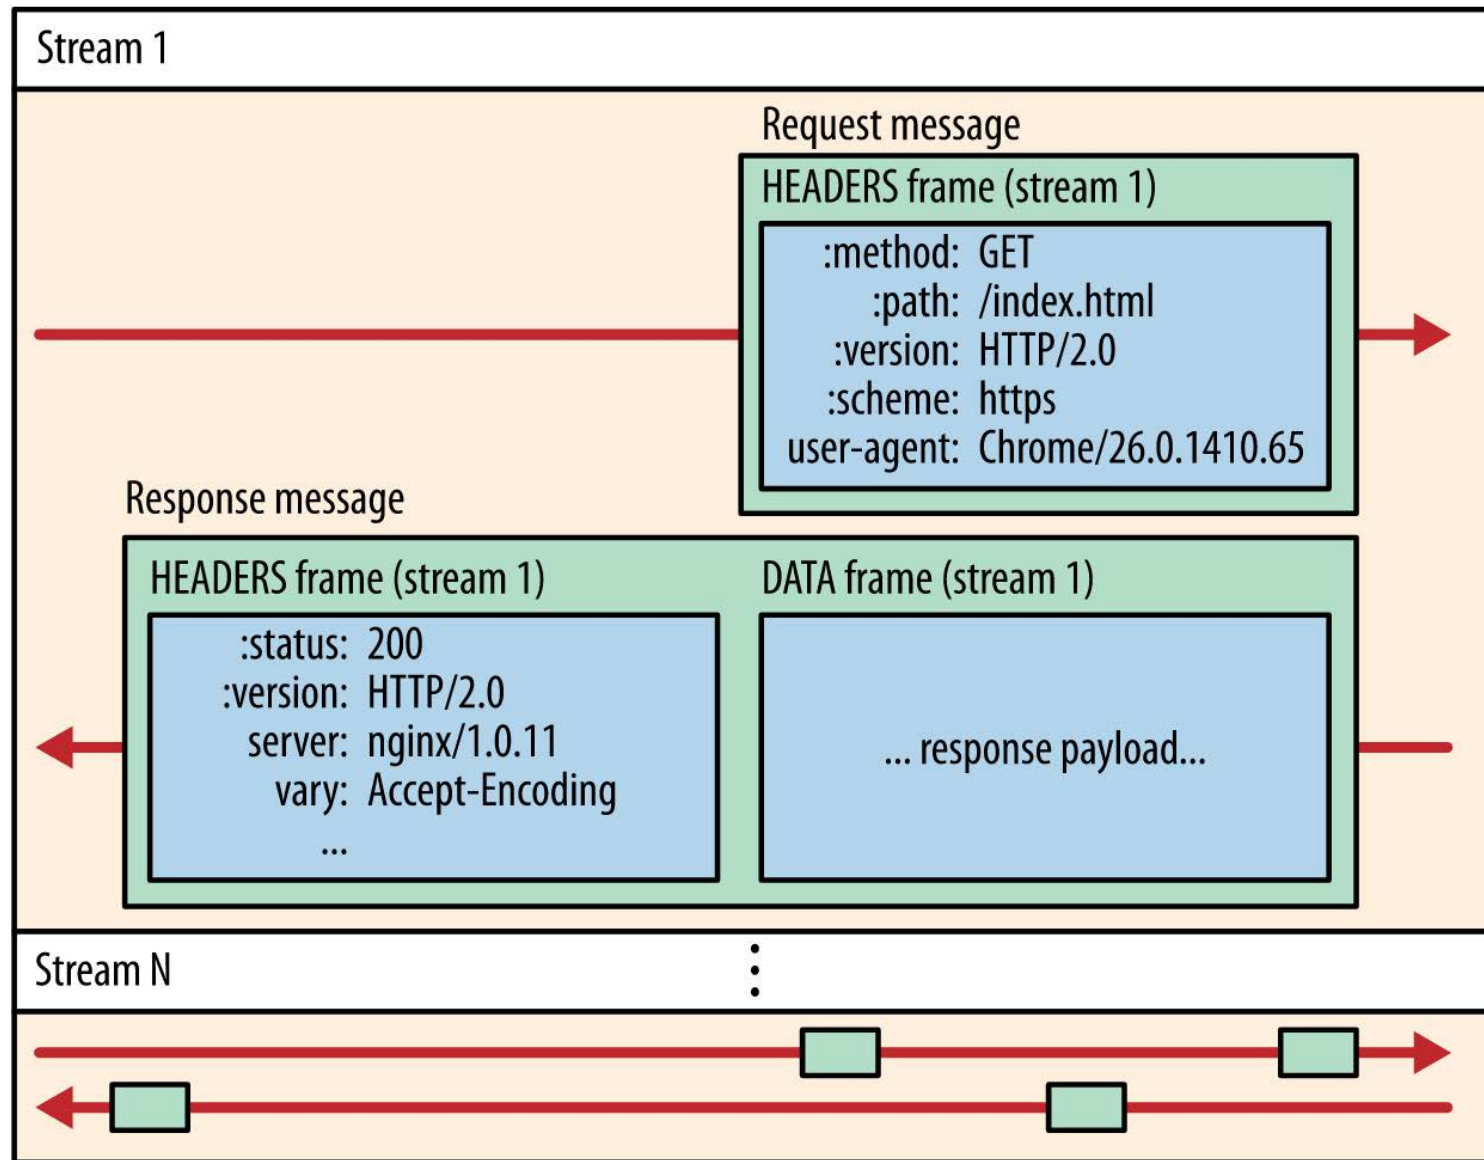 Stream 1
Request message
HEADERS frame (stream 1)
:method: GET
:path: /index.html
:version: HTTP/2.0
:scheme: https
user-agent: Chrome/26.0.1410.65
Response message
HEADERS frame (stream 1)
:status: 200
:version: HTTP/2.0
server: nginx/1.0.11
vary: Accept-Encoding
...
DATA frame (stream 1)
... response payload...
Stream N